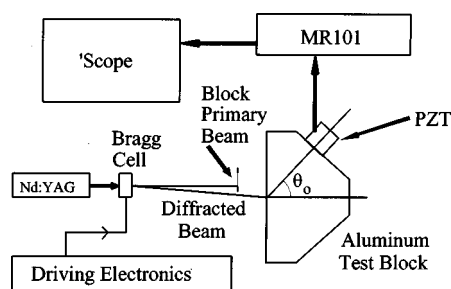 MR101
'Scope
Block
Primary
Beam
PZT
Bragg
Cell
Nd:YAG
θo
Diffracted
Beam
Aluminum
Test Block
Driving Electronics